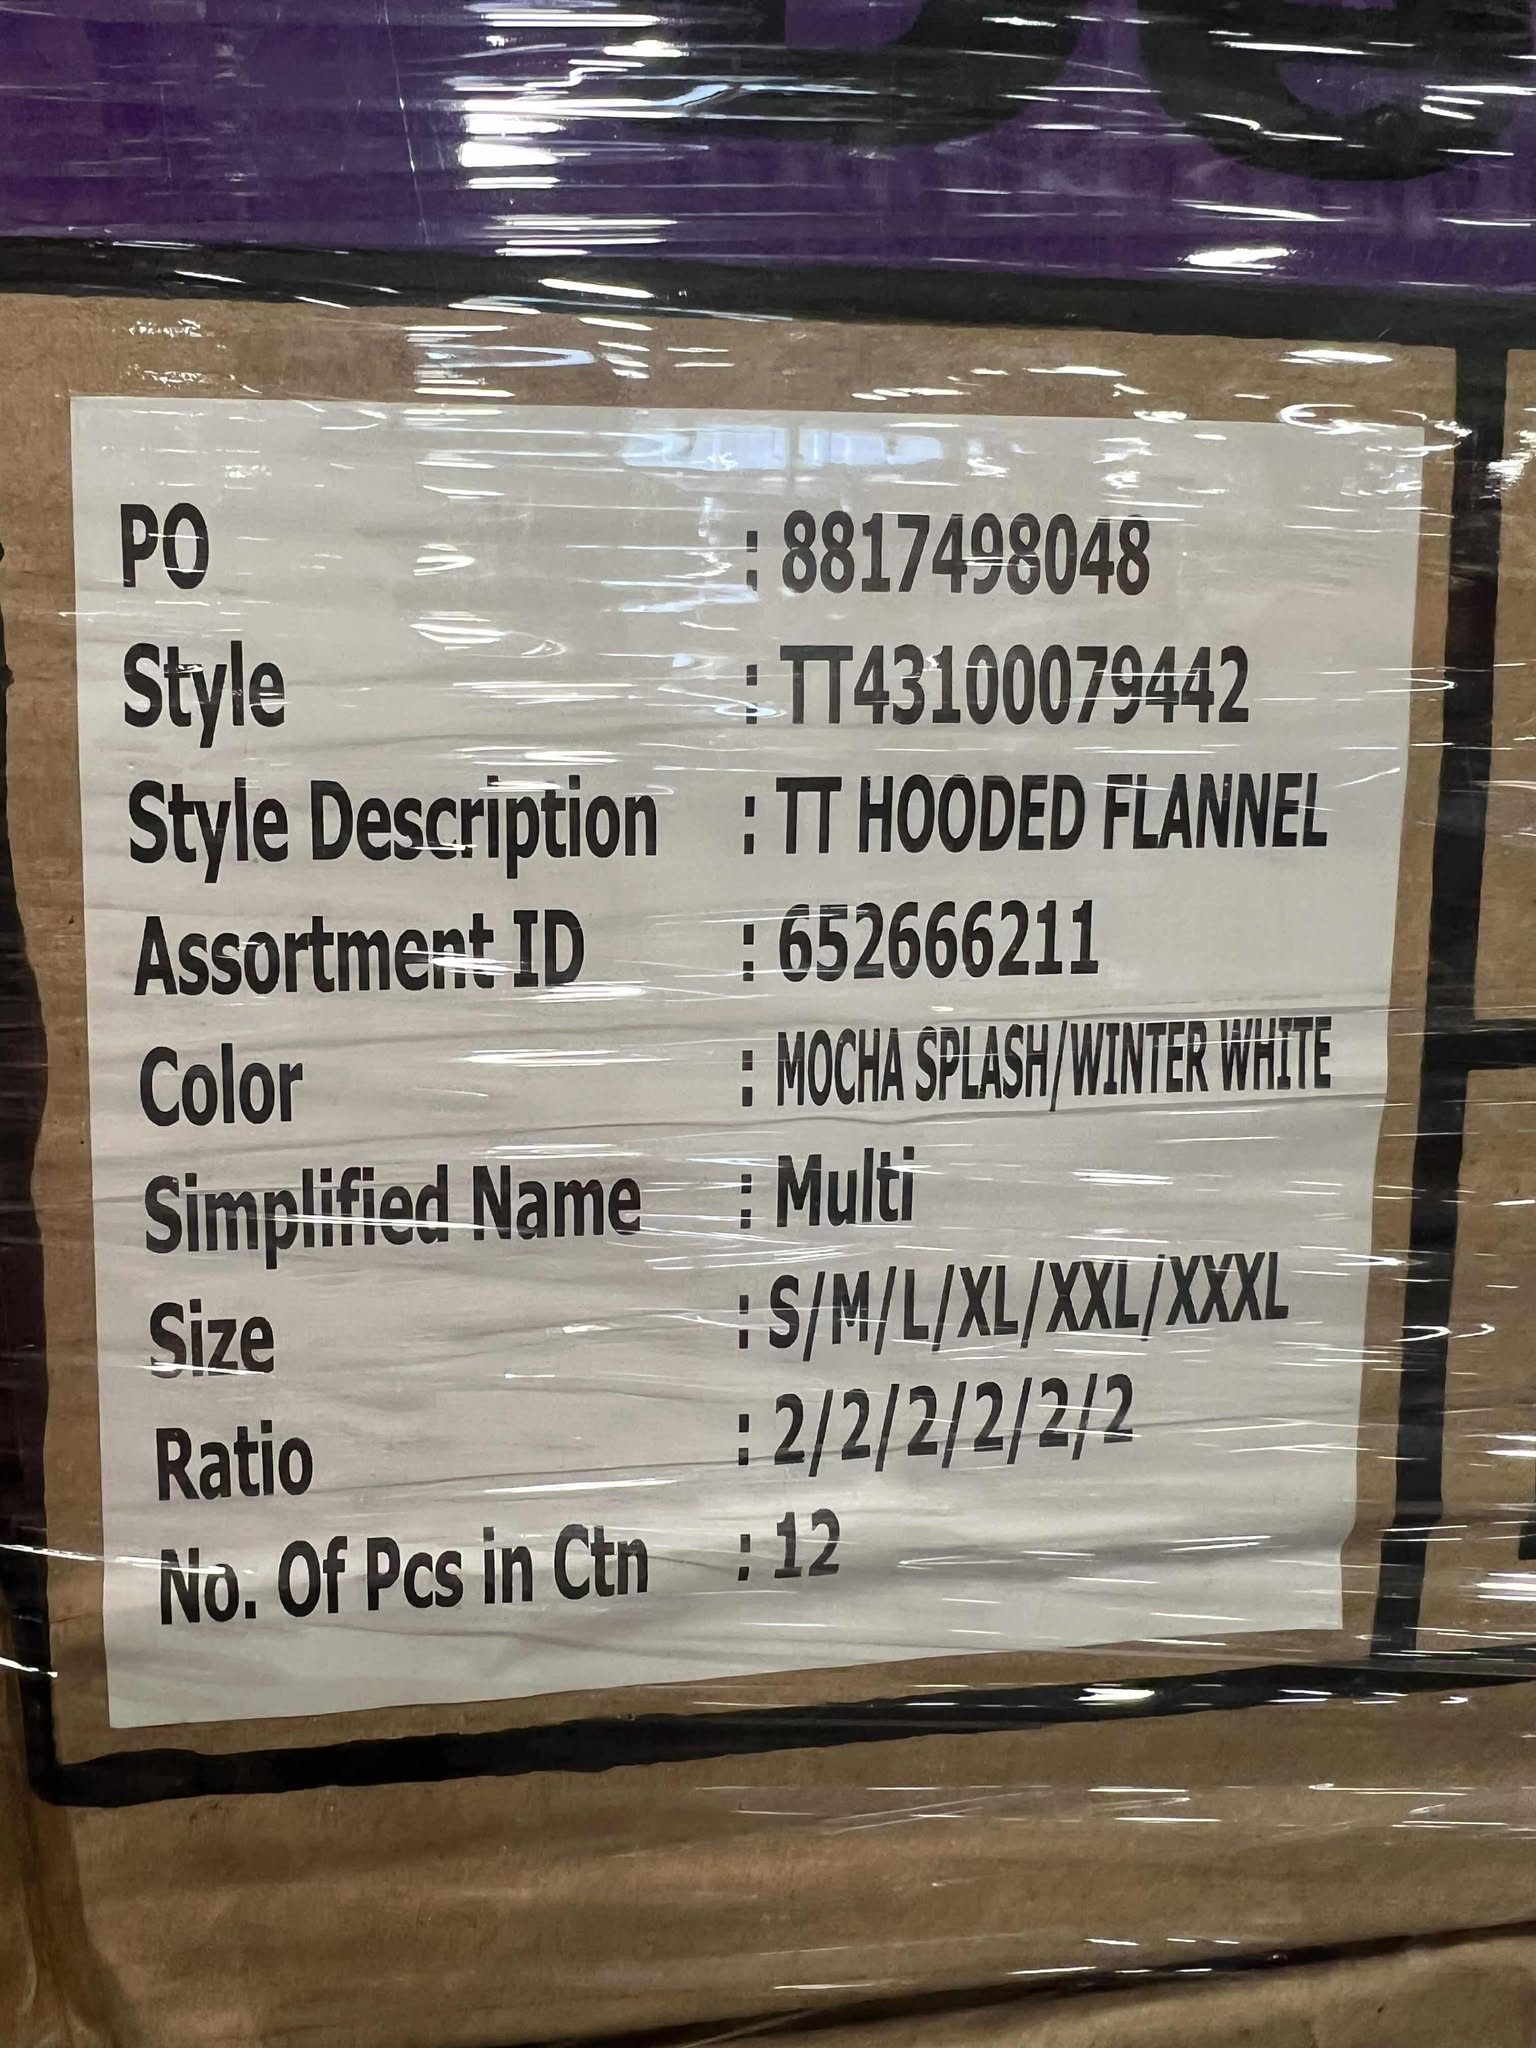 PO : 8817498048
Style : TT43100079442
Style Description : TT HOODED FLANNEL
Assortment ID : 652666211
Color : MOCHA SPLASH/WINTER WHITE
Simplified Name : Multi
Size : S/M/L/XL/XXL/XXXL
Ratio : 2/2/2/2/2/2
No. Of Pcs in Ctn : 12